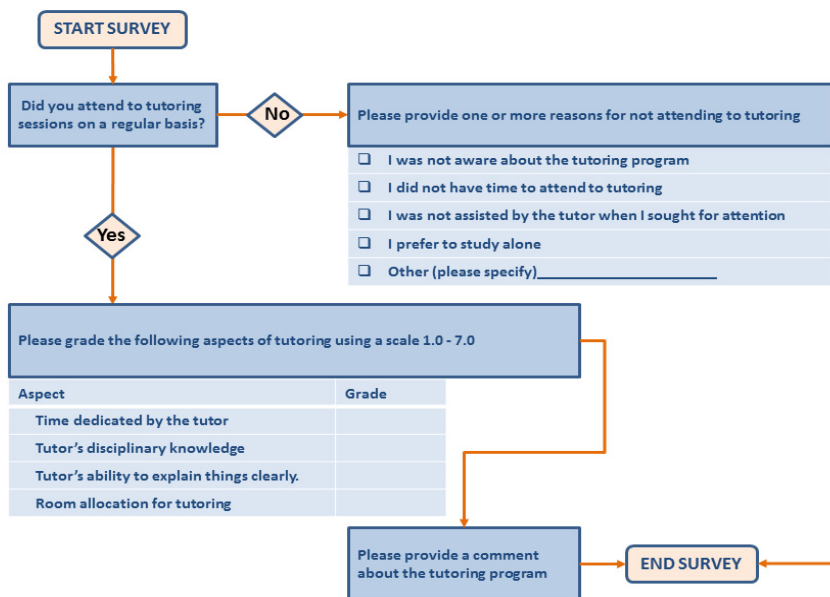 START SURVEY
Did you attend to tutoring
sessions on a regular basis?
No
Please provide one or more reasons for not attending to tutoring
❑ I was not aware about the tutoring program
❑ I did not have time to attend to tutoring
❑ I was not assisted by the tutor when I sought for attention
❑ I prefer to study alone
❑ Other (please specify)____________________
Yes
Please grade the following aspects of tutoring using a scale 1.0 - 7.0
Aspect Grade
Time dedicated by the tutor
Tutor’s disciplinary knowledge
Tutor’s ability to explain things clearly.
Room allocation for tutoring
Please provide a comment
about the tutoring program
END SURVEY